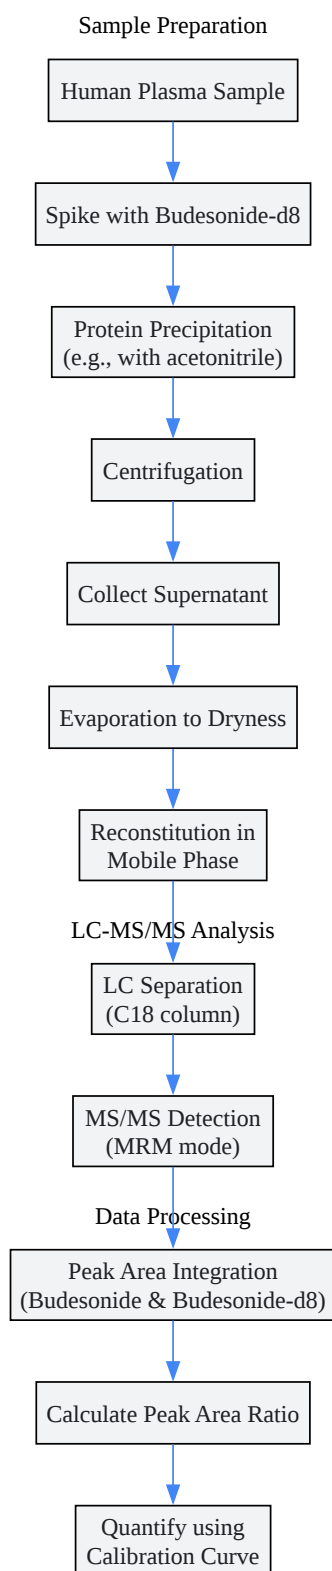 Sample Preparation
Human Plasma Sample
Spike with Budesonide-d8
Protein Precipitation
(e.g., with acetonitrile)
Centrifugation
Collect Supernatant
Evaporation to Dryness
Reconstitution in
Mobile Phase
LC-MS/MS Analysis
LC Separation
(C18 column)
MS/MS Detection
(MRM mode)
Data Processing
Peak Area Integration
(Budesonide & Budesonide-d8)
Calculate Peak Area Ratio
Quantify using
Calibration Curve